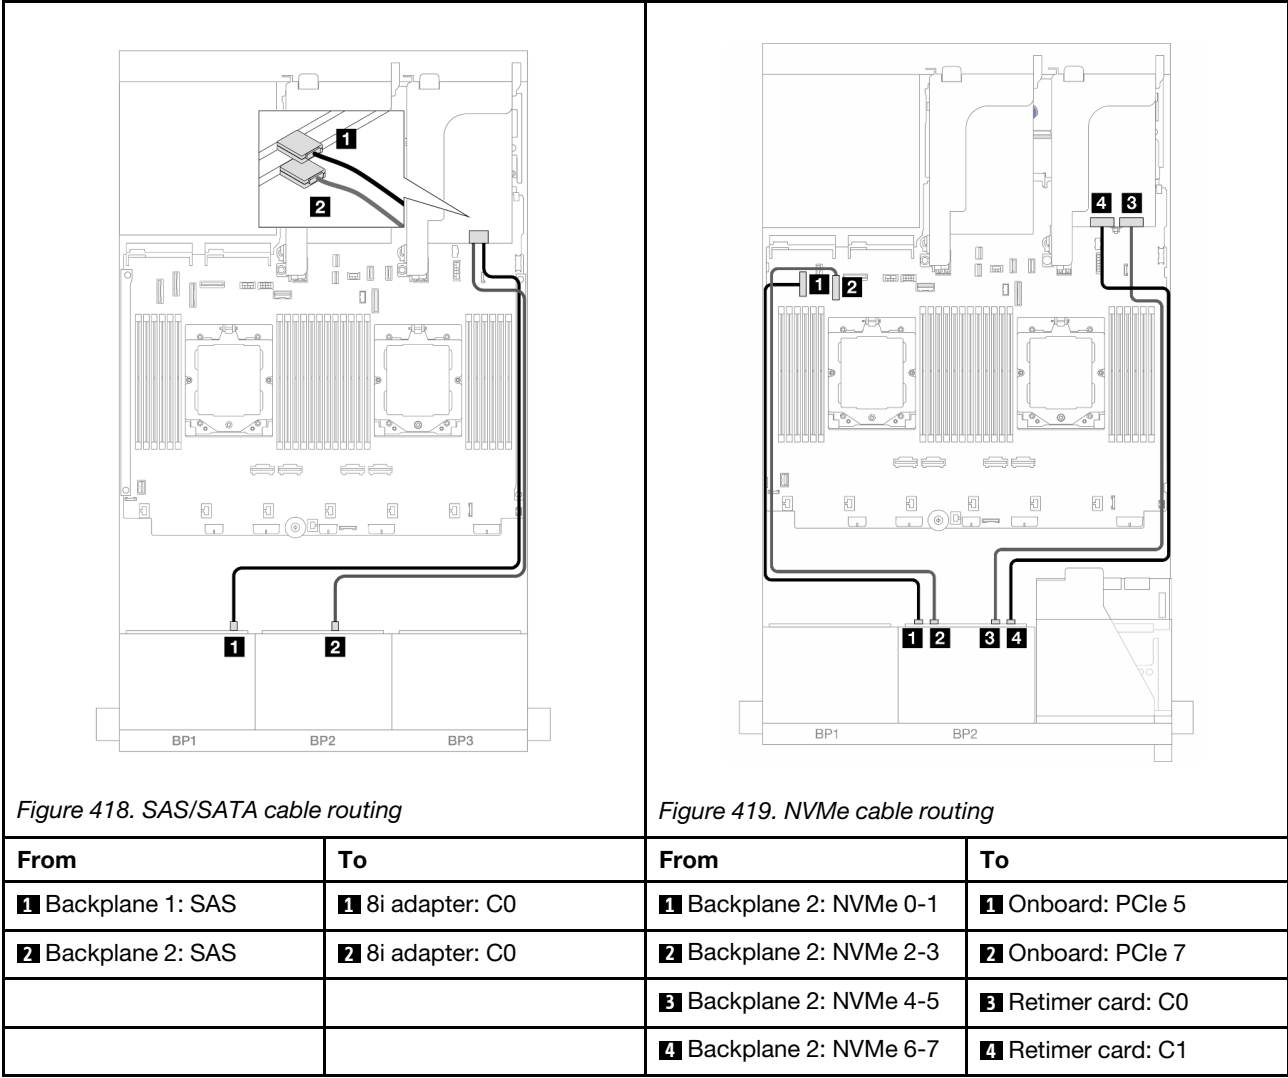 1
2
1
2
BP1
BP2
BP3
Figure 418. SAS/SATA cable routing
4
3
1
2
1
2
3
4
BP1
BP2
Figure 419. NVMe cable routing
From To From To
1 Backplane 1: SAS 1 8i adapter: C0 1 Backplane 2: NVMe 0-1 1 Onboard: PCIe 5
2 Backplane 2: SAS 2 8i adapter: C0 2 Backplane 2: NVMe 2-3 2 Onboard: PCIe 7
3 Backplane 2: NVMe 4-5 3 Retimer card: C0
4 Backplane 2: NVMe 6-7 4 Retimer card: C1